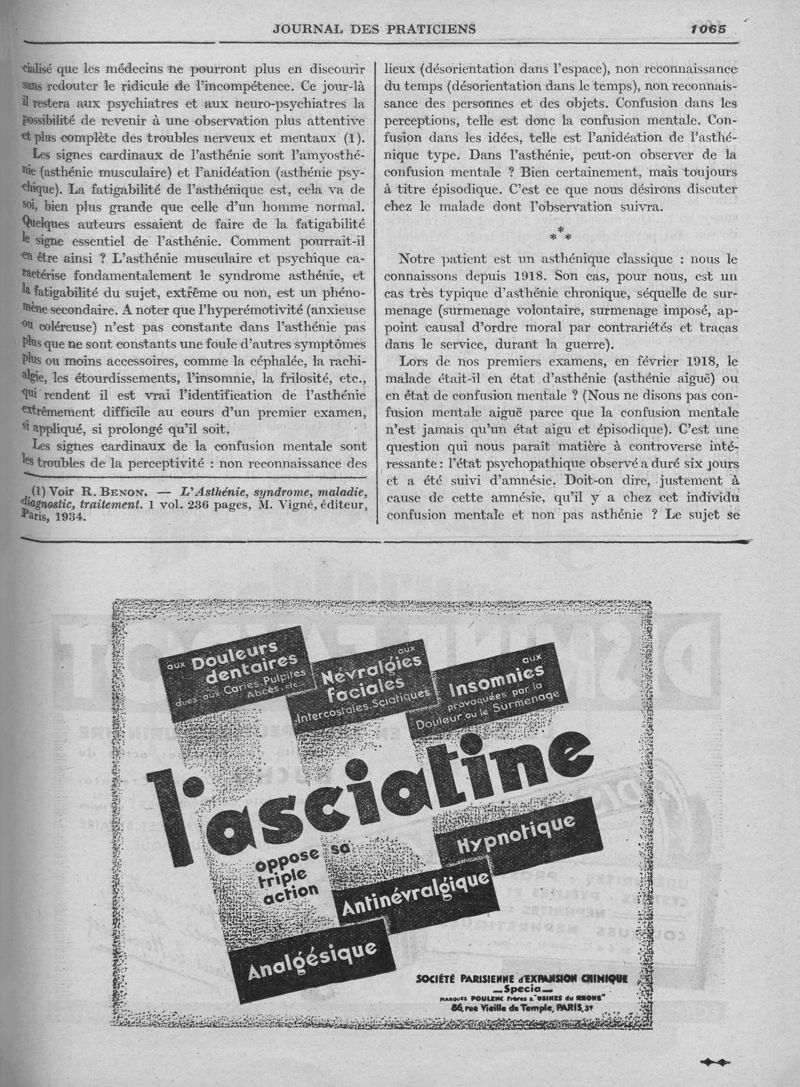 JOURNAL DES PRATICIENS
1065
cialisé que les médecins ne pourront plus en discourir
sans redouter le ridicule de l'incompétence. Ce jour-là
il restera aux psychiatres et aux neuro-psychiatres la
possibilité de revenir à une observation plus attentive
et plus complète des troubles nerveux et mentaux (1).
Les signes cardinaux de l'asthénie sont l'amyosthé-
nie (asthénie musculaire) et l'anidéation (asthénie psy-
chique). La fatigabilité de l'asthénique est, cela va de
soi, bien plus grande que celle d'un homme normal.
Quelques auteurs essaient de faire de la fatigabilité
le signe essentiel de l'asthénie. Comment pourrait-il
en être ainsi ? L'asthénie musculaire et psychique ca-
ractérise fondamentalement le syndrome asthénie, et
la fatigabilité du sujet, extrême ou non, est un phéno-
mène secondaire. A noter que l'hyperémotivité (anxieuse
ou coléreuse) n'est pas constante dans l'asthénie pas
plus que ne sont constants une foule d'autres symptômes
plus ou moins accessoires, comme la céphalée, la rachi-
algie, les étourdissements, l'insomnie, la frilosité, etc.,
qui rendent il est vrai l'identification de l'asthénie
extrêmement difficile au cours d'un premier examen,
si appliqué, si prolongé qu'il soit.
Les signes cardinaux de la confusion mentale sont
les troubles de la perceptivité : non reconnaissance des
(1) Voir R. BENON. — L'Asthénie, syndrome, maladie,
diagnostic, traitement. 1 vol. 236 pages, M. Vigné, éditeur,
Paris, 1934.
lieux (désorientation dans l'espace), non reconnaissance
du temps (désorientation dans le temps), non reconnais-
sance des personnes et des objets. Confusion dans les
perceptions, telle est donc la confusion mentale. Con-
fusion dans les idées, telle est l'anidéation de l'asthé-
nique type. Dans l'asthénie, peut-on observer de la
confusion mentale ? Bien certainement, mais toujours
à titre épisodique. C'est ce que nous désirons discuter
chez le malade dont l'observation suivra.
*
* *
Notre patient est un asthénique classique : nous le
connaissons depuis 1918. Son cas, pour nous, est un
cas très typique d'asthénie chronique, séquelle de sur-
menage (surmenage volontaire, surmenage imposé, ap-
point causal d'ordre moral par contrariétés et tracas
dans le service, durant la guerre).
Lors de nos premiers examens, en février 1918, le
malade était-il en état d'asthénie (asthénie aiguë) ou
en état de confusion mentale ? (Nous ne disons pas con-
fusion mentale aiguë parce que la confusion mentale
n'est jamais qu'un état aigu et épisodique). C'est une
question qui nous paraît matière à controverse inté-
ressante : l'état psychopathique observé a duré six jours
et a été suivi d'amnésie. Doit-on dire, justement à
cause de cette amnésie, qu'il y a chez cet individu
confusion mentale et non pas asthénie ? Le sujet se
aux Douleurs
dentaires
dues aux Caries-Pulpites
Abcès, etc..
aux
Névralgies
faciales
Intercostales, Sciatiques
aux
Insomnies
provoquées par la
Douleur ou le Surmenage
l'asciatine
oppose sa
triple
action
Hypnotique
Antinévralgique
Analgésique
SOCIÉTÉ PARISIENNE d'EXPANSION CHIMIQUE
—Specia—
MARQUES POULENC Frères & "USINES du RHÔNE"
86, rue Vieille du Temple, PARIS, 3e